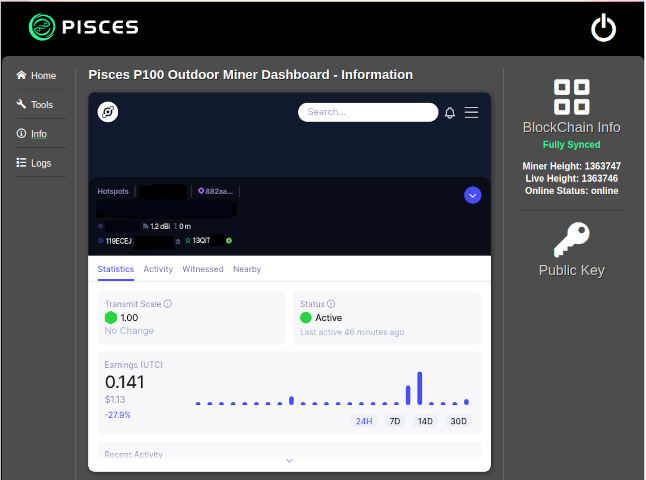 PISCES
Home
Tools
Info
Logs
Pisces P100 Outdoor Miner Dashboard - Information
Search...
Hotspots 882aa...
1.2 dBi 0 m
119ECEJ. 13QiT
Statistics Activity Witnessed Nearby
Transmit Scale
1.00
No Change
Status
Active
Last active 46 minutes ago
Earnings (UTC)
0.141
$1.13
-27.9%
24H 7D 14D 30D
Recent Activity
BlockChain Info
Fully Synced
Miner Height: 1363747
Live Height: 1363746
Online Status: online
Public Key